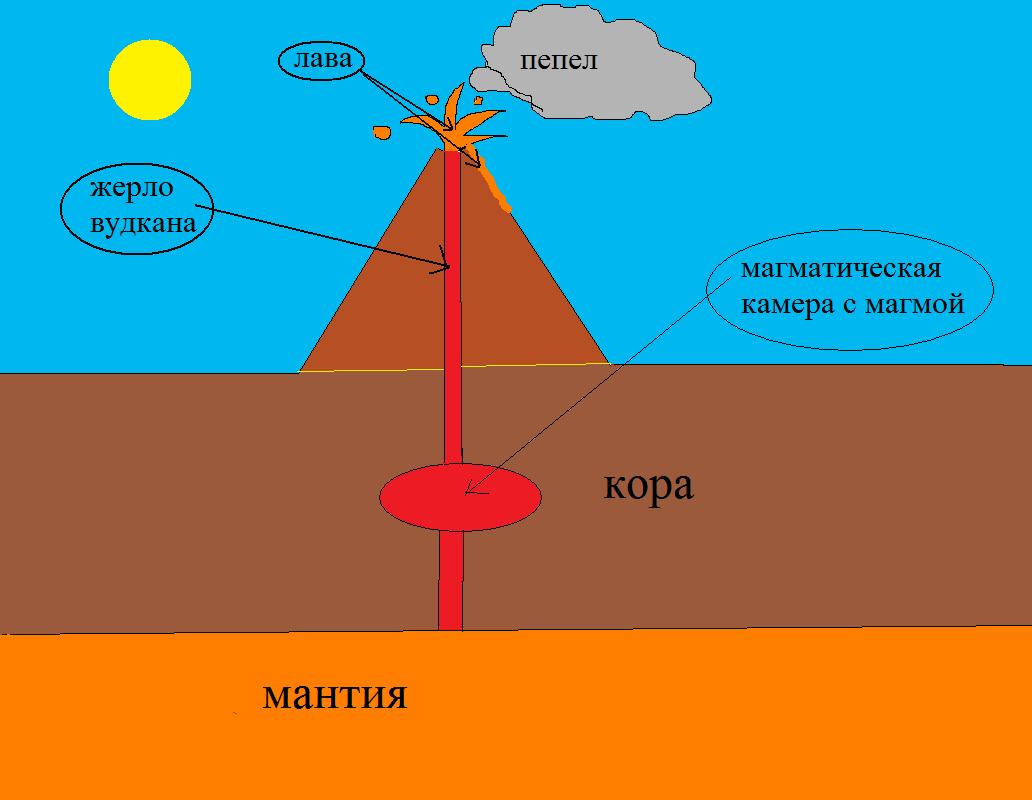 лава
пепел
жерло
вудкана
магматическая
камера с магмой
кора
мантия